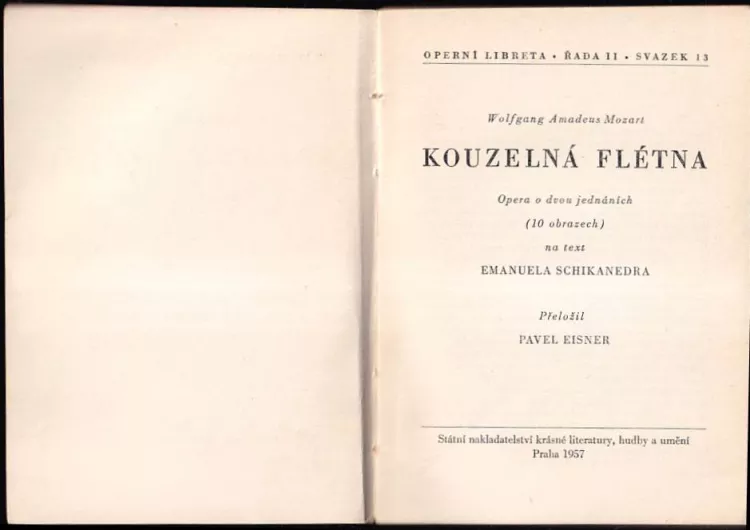 OPERNÍ LIBRETA • ŘADA II • SVAZEK 13
Wolfgang Amadeus Mozart
KOUZELNÁ FLÉTNA
Opera o dvou jednáních
(10 obrazech)
na text
EMANUELA SCHIKANEDRA
Přeložil
PAVEL EISNER
Státní nakladatelství krásné literatury, hudby a umění
Praha 1957